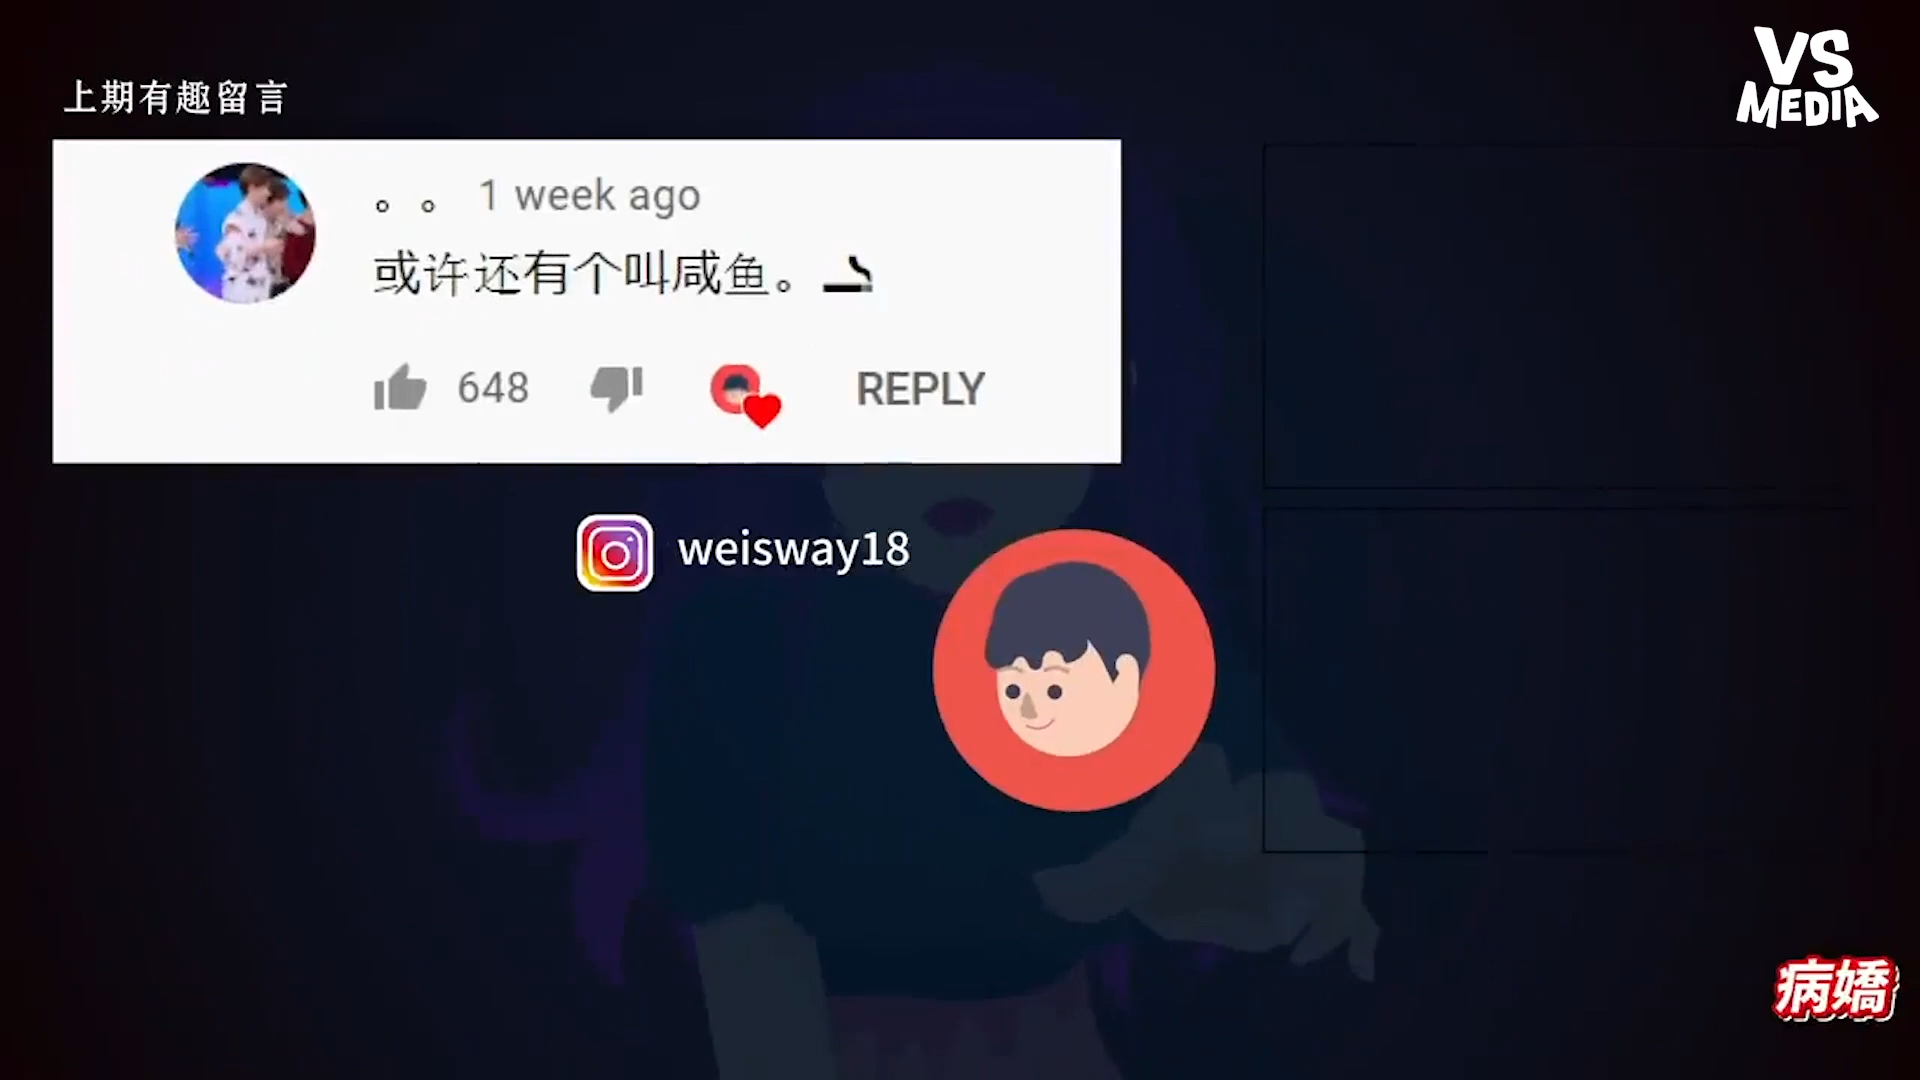 VS
MEDIA
上期有趣留言
。。 1 week ago
或许还有个叫咸鱼。
648 REPLY
weisway18
病嬌